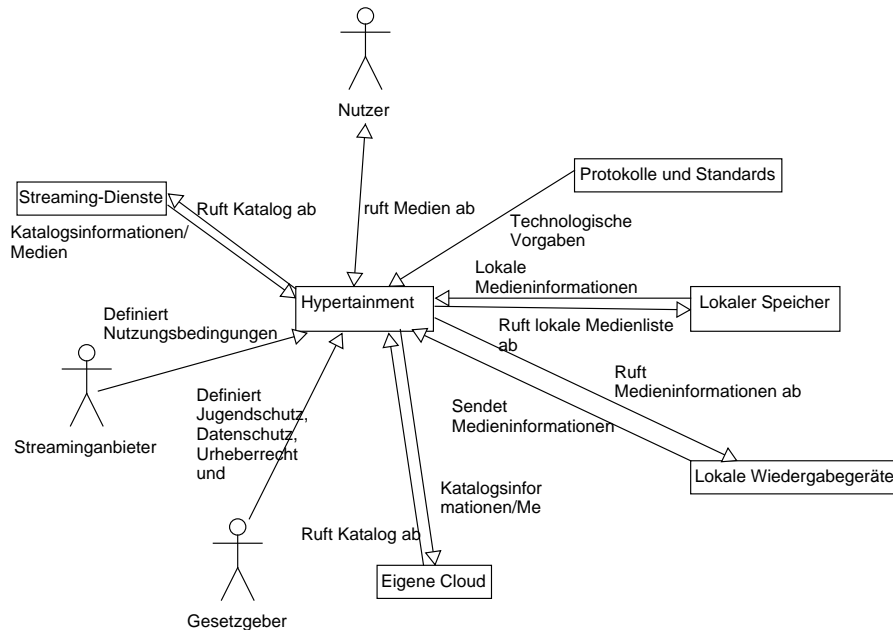 Nutzer
Protokolle und Standards
Streaming-Dienste
Ruft Katalog ab
ruft Medien ab
Katalogsinformationen/
Medien
Technologische
Vorgaben
Lokale
Medieninformationen
Hypertainment
Lokaler Speicher
Definiert
Nutzungsbedingungen
Ruft lokale Medienliste
ab
Ruft
Medieninformationen ab
Streaminganbieter
Definiert
Jugendschutz,
Datenschutz,
Urheberrecht
und
Sendet
Medieninformationen
Lokale Wiedergabegeräte
Katalogsinfor
mationen/Me
Ruft Katalog ab
Eigene Cloud
Gesetzgeber